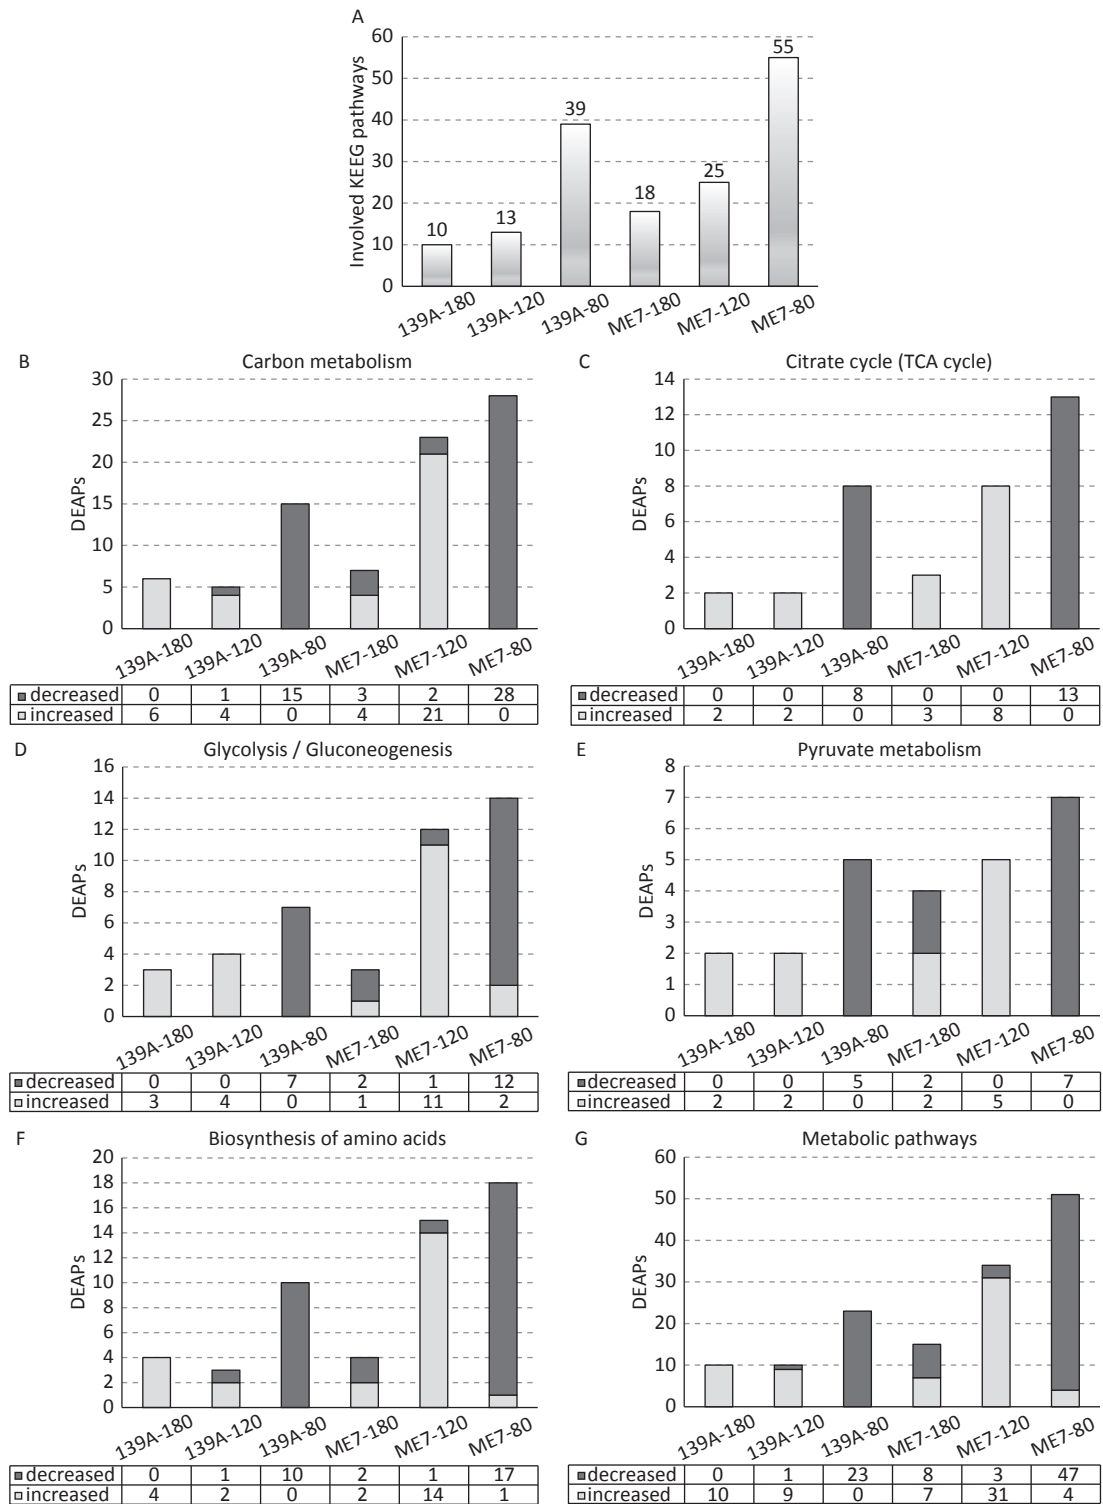 A
Involved KEEG pathways
60
50
40
30
20
10
0
10
13
39
18
25
55
139A-180
139A-120
139A-80
ME7-180
ME7-120
ME7-80
B
Carbon metabolism
DEAPs
30
25
20
15
10
5
0
139A-180
139A-120
139A-80
ME7-180
ME7-120
ME7-80
decreased 0 1 15 3 2 28
increased 6 4 0 4 21 0
C
Citrate cycle (TCA cycle)
DEAPs
14
12
10
8
6
4
2
0
139A-180
139A-120
139A-80
ME7-180
ME7-120
ME7-80
decreased 0 0 8 0 0 13
increased 2 2 0 3 8 0
D
Glycolysis / Gluconeogenesis
DEAPs
16
14
12
10
8
6
4
2
0
139A-180
139A-120
139A-80
ME7-180
ME7-120
ME7-80
decreased 0 0 7 2 1 12
increased 3 4 0 1 11 2
E
Pyruvate metabolism
DEAPs
8
7
6
5
4
3
2
1
0
139A-180
139A-120
139A-80
ME7-180
ME7-120
ME7-80
decreased 0 0 5 2 0 7
increased 2 2 0 2 5 0
F
Biosynthesis of amino acids
DEAPs
20
18
16
14
12
10
8
6
4
2
0
139A-180
139A-120
139A-80
ME7-180
ME7-120
ME7-80
decreased 0 1 10 2 1 17
increased 4 2 0 2 14 1
G
Metabolic pathways
DEAPs
60
50
40
30
20
10
0
139A-180
139A-120
139A-80
ME7-180
ME7-120
ME7-80
decreased 0 1 23 8 3 47
increased 10 9 0 7 31 4